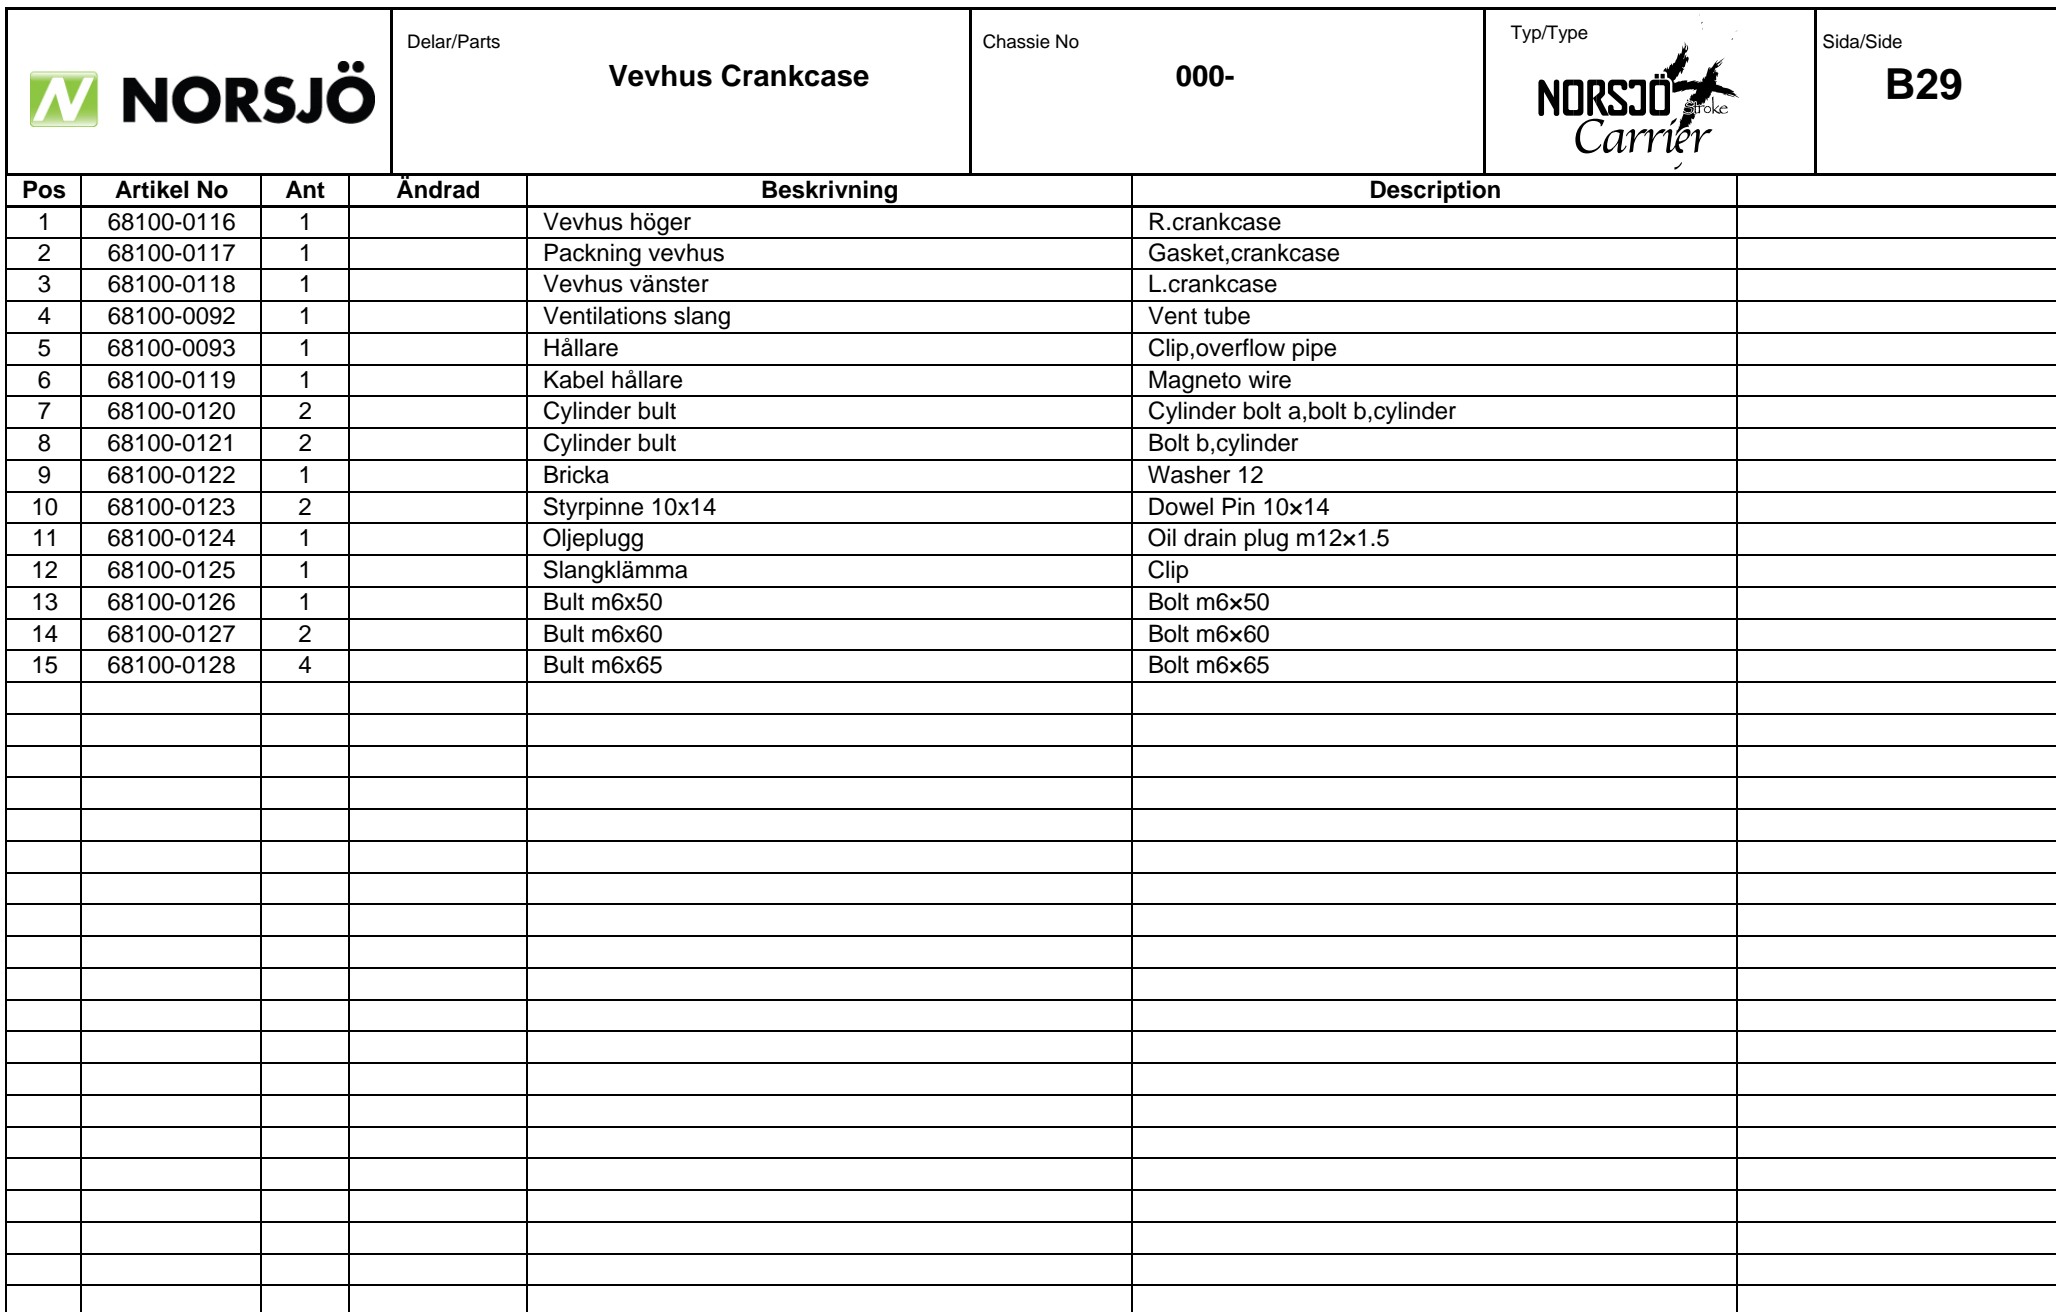 NORSJÖ
Delar/Parts
Vevhus Crankcase
Chassie No
000-
Typ/Type
NORSJÖ 4
Stroke
Carrier
Sida/Side
B29
Pos Artikel No Ant Ändrad Beskrivning Description
1 68100-0116 1 Vevhus höger R.crankcase
2 68100-0117 1 Packning vevhus Gasket,crankcase
3 68100-0118 1 Vevhus vänster L.crankcase
4 68100-0092 1 Ventilations slang Vent tube
5 68100-0093 1 Hållare Clip,overflow pipe
6 68100-0119 1 Kabel hållare Magneto wire
7 68100-0120 2 Cylinder bult Cylinder bolt a,bolt b,cylinder
8 68100-0121 2 Cylinder bult Bolt b,cylinder
9 68100-0122 1 Bricka Washer 12
10 68100-0123 2 Styrpinne 10x14 Dowel Pin 10×14
11 68100-0124 1 Oljeplugg Oil drain plug m12×1.5
12 68100-0125 1 Slangklämma Clip
13 68100-0126 1 Bult m6x50 Bolt m6×50
14 68100-0127 2 Bult m6x60 Bolt m6×60
15 68100-0128 4 Bult m6x65 Bolt m6×65